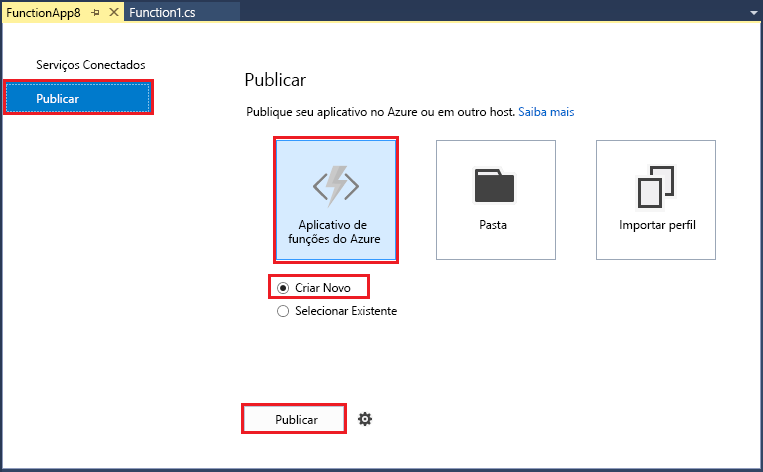 FunctionApp8
Function1.cs
Serviços Conectados
Publicar
Publicar
Publique seu aplicativo no Azure ou em outro host. Saiba mais
Aplicativo de
funções do Azure
Pasta
Importar perfil
Criar Novo
Selecionar Existente
Publicar